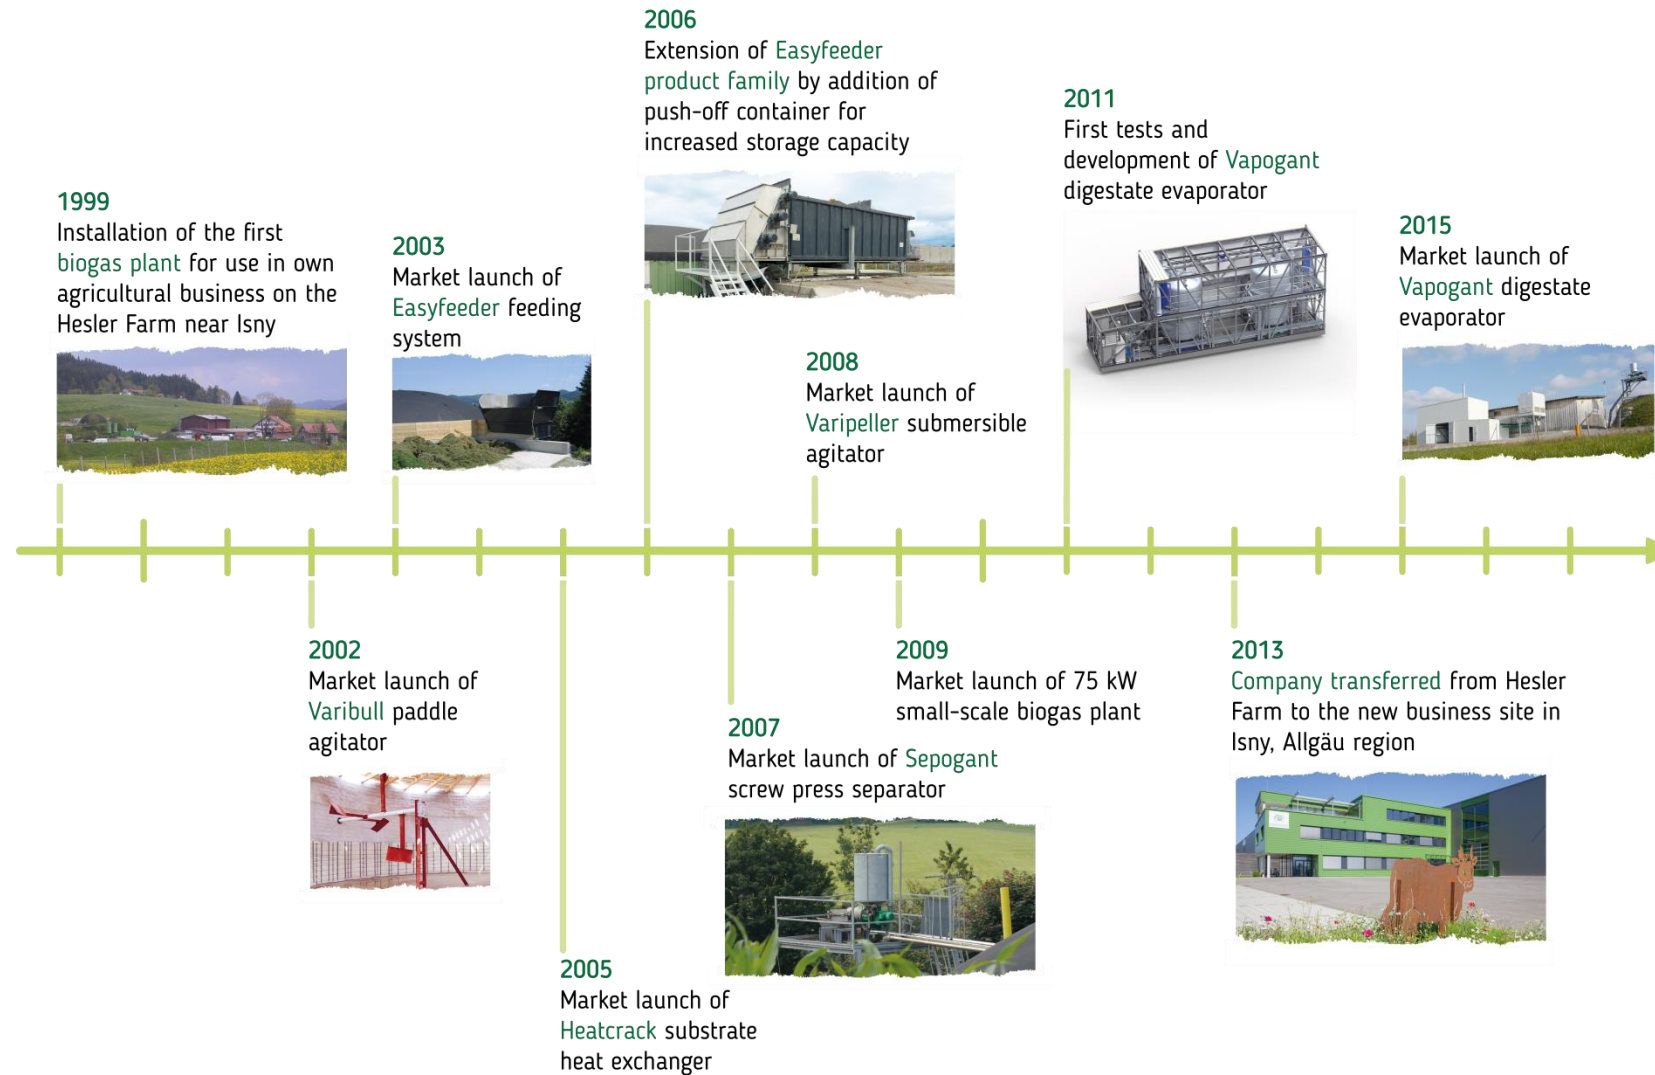 1999
Installation of the first
biogas plant for use in own
agricultural business on the
Hesler Farm near Isny
2002
Market launch of
Varibull paddle
agitator
2003
Market launch of
Easyfeeder feeding
system
2005
Market launch of
Heatcrack substrate
heat exchanger
2006
Extension of Easyfeeder
product family by addition of
push-off container for
increased storage capacity
2007
Market launch of Sepogant
screw press separator
2008
Market launch of
Varipeller submersible
agitator
2009
Market launch of 75 kW
small-scale biogas plant
2011
First tests and
development of Vapogant
digestate evaporator
2013
Company transferred from Hesler
Farm to the new business site in
Isny, Allgäu region
2015
Market launch of
Vapogant digestate
evaporator